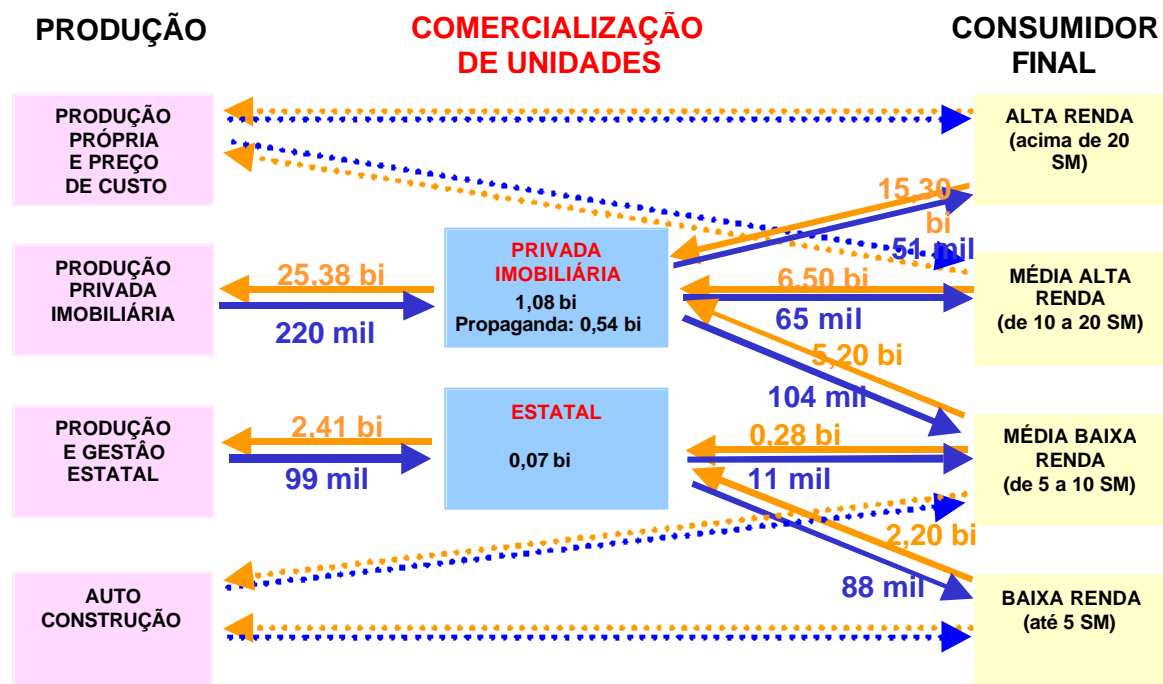 PRODUÇÃO
COMERCIALIZAÇÃO
DE UNIDADES
CONSUMIDOR
FINAL
PRODUÇÃO
PRÓPRIA
E PREÇO
DE CUSTO
ALTA RENDA
(acima de 20
SM)
15,30
bi
51 mil
PRODUÇÃO
PRIVADA
IMOBILIÁRIA
25,38 bi
220 mil
PRIVADA
IMOBILIÁRIA
1,08 bi
Propaganda: 0,54 bi
6,50 bi
65 mil
MÉDIA ALTA
RENDA
(de 10 a 20 SM)
5,20 bi
104 mil
PRODUÇÃO
E GESTÂO
ESTATAL
2,41 bi
99 mil
ESTATAL
0,07 bi
0,28 bi
11 mil
MÉDIA BAIXA
RENDA
(de 5 a 10 SM)
2,20 bi
88 mil
AUTO
CONSTRUÇÃO
BAIXA RENDA
(até 5 SM)